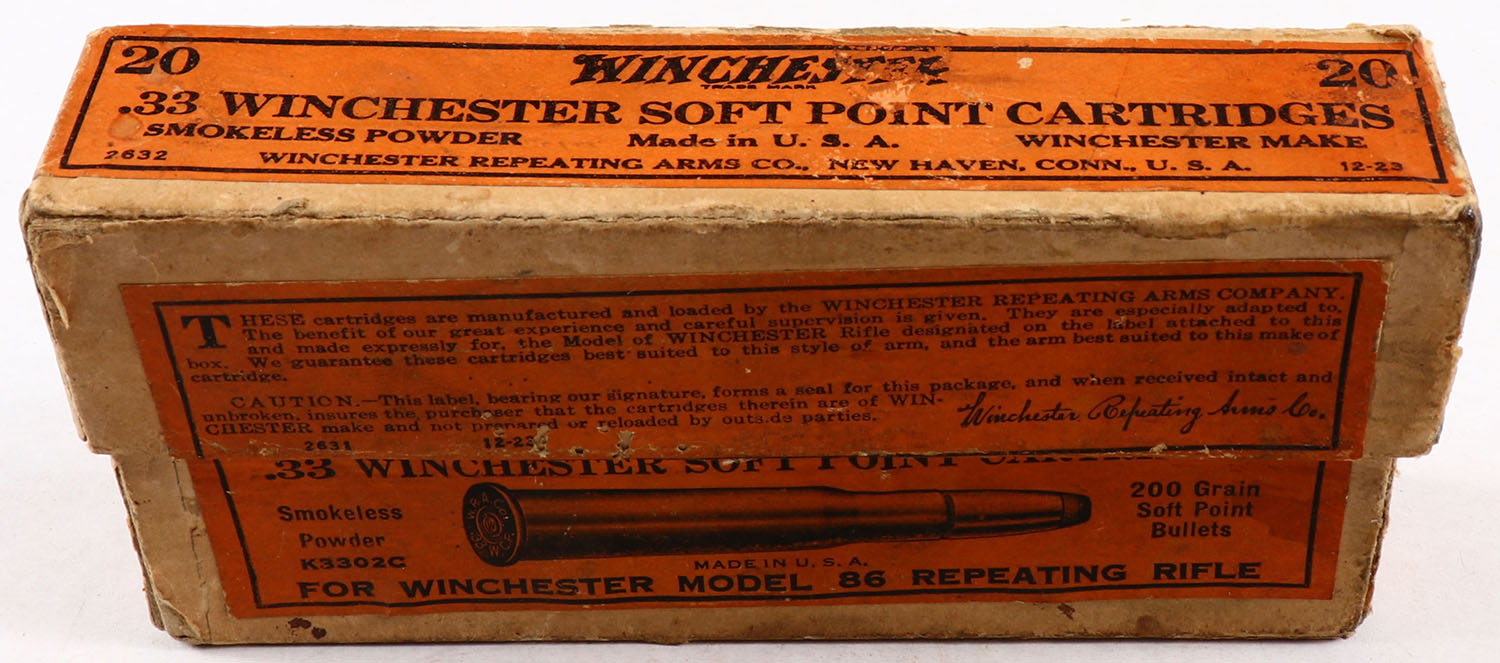 20 WINCHESTER 20
TRADE MARK
.33 WINCHESTER SOFT POINT CARTRIDGES
SMOKELESS POWDER Made in U. S. A. WINCHESTER MAKE
2632 WINCHESTER REPEATING ARMS CO., NEW HAVEN, CONN., U. S. A. 12-23
THESE cartridges are manufactured and loaded by the WINCHESTER REPEATING ARMS COMPANY.
The benefit of our great experience and careful supervision is given. They are especially adapted to,
and made expressly for, the Model of WINCHESTER Rifle designated on the label attached to this
box. We guarantee these cartridges best suited to this style of arm, and the arm best suited to this make of
cartridge.
CAUTION.—This label, bearing our signature, forms a seal for this package, and when received intact and
unbroken, insures the purchaser that the cartridges therein are of WIN-
CHESTER make and not prepared or reloaded by outside parties. Winchester Repeating Arms Co.
2631 12-23
.33 WINCHESTER SOFT POINT
Smokeless
Powder
K3302C
W.R.A.CO.
33 W.C.F.
200 Grain
Soft Point
Bullets
MADE IN U. S. A.
FOR WINCHESTER MODEL 86 REPEATING RIFLE